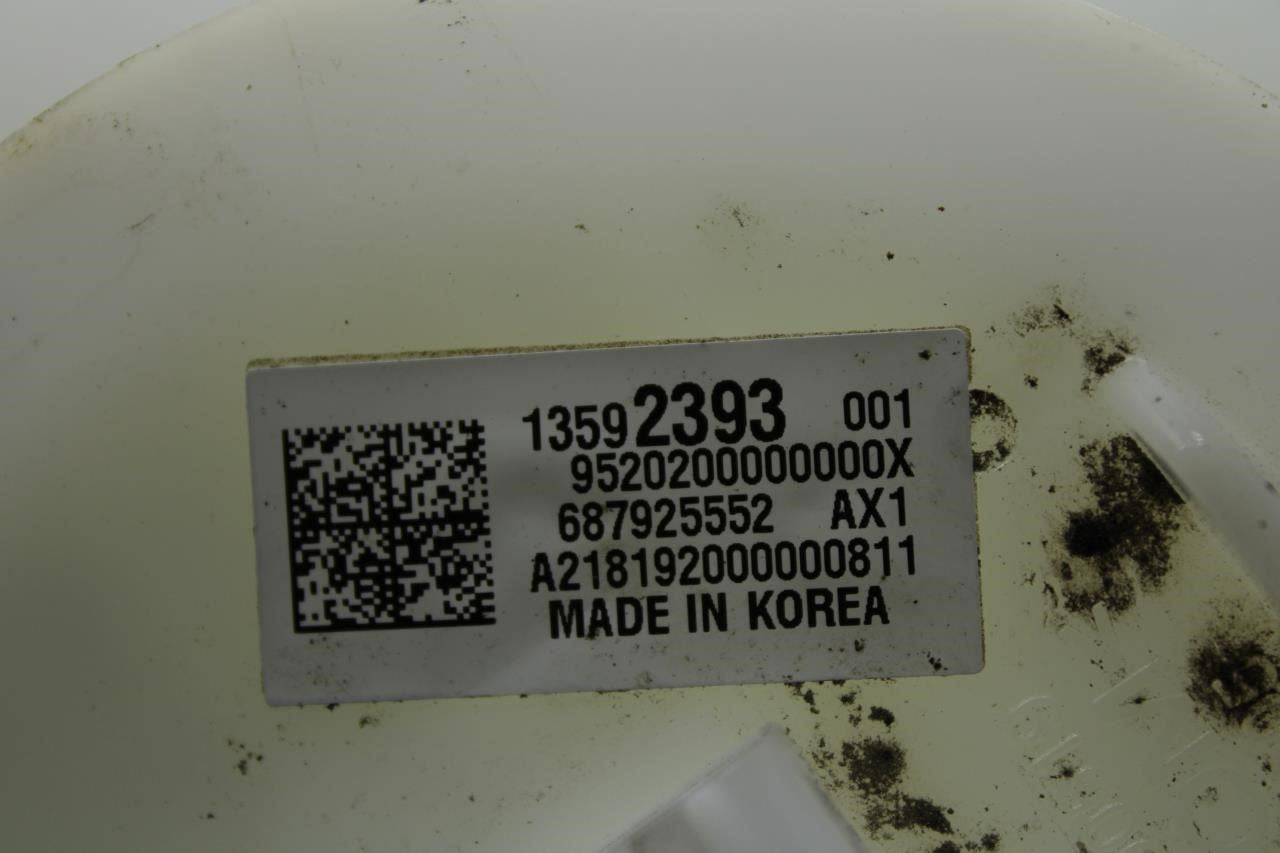 13592393 001
9520200000000X
687925552 AX1
A218192000000811
MADE IN KOREA